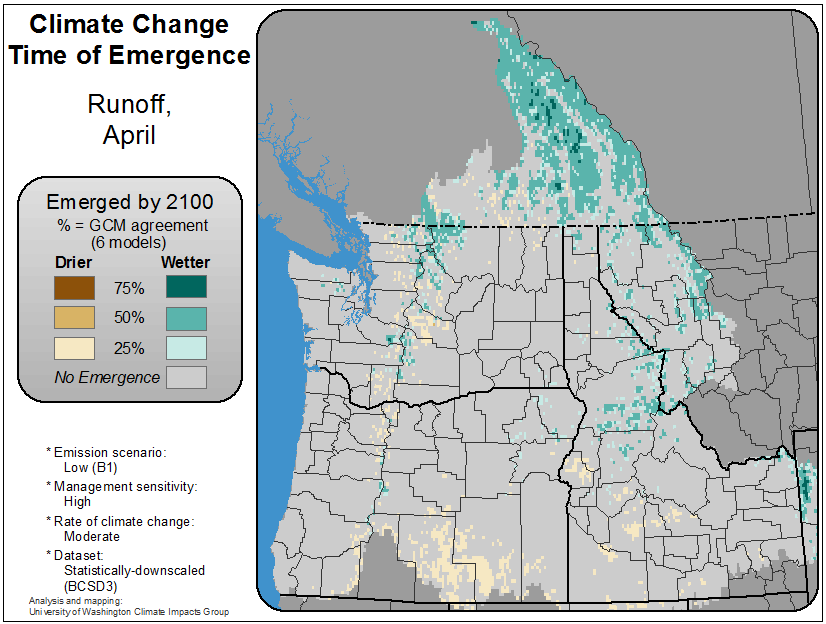 Climate Change
Time of Emergence
Runoff,
April
Emerged by 2100
% = GCM agreement
(6 models)
Drier Wetter
75%
50%
25%
No Emergence
* Emission scenario:
Low (B1)
* Management sensitivity:
High
* Rate of climate change:
Moderate
* Dataset:
Statistically-downscaled
(BCSD3)
Analysis and mapping:
University of Washington Climate Impacts Group